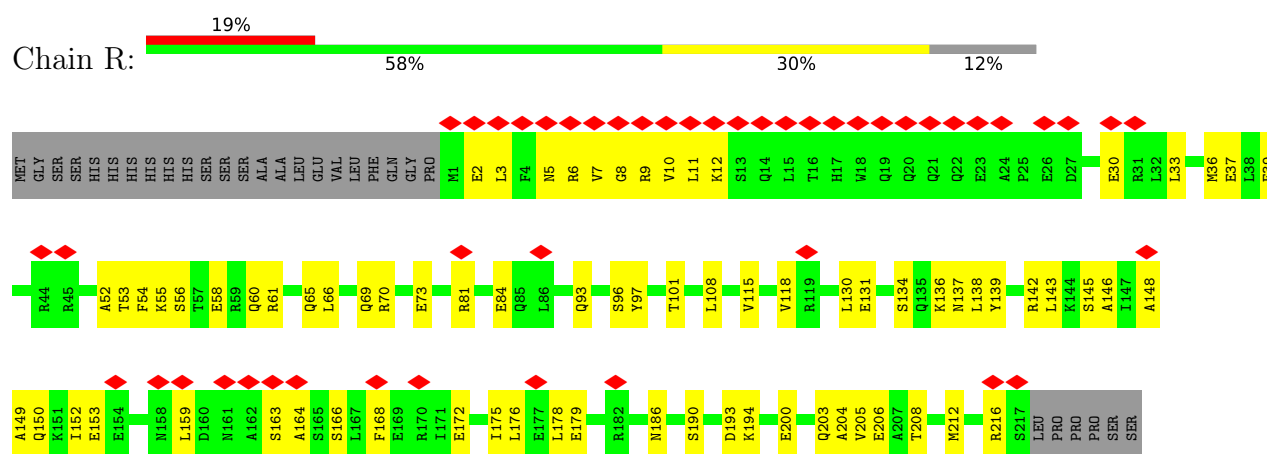 19%
Chain R:
58% 30% 12%
MET GLY SER SER HIS HIS HIS HIS HIS HIS SER SER SER ALA ALA LEU GLU VAL LEU PHE GLN GLY PRO M1 E2 L3 F4 N5 R6 V7 G8 R9 V10 L11 K12 S13 Q14 L15 T16 H17 W18 Q19 Q20 Q21 Q22 E23 A24 P25 E26 D27 E30 R31 L32 L33 M36 E37 L38
R44 R45 A52 T53 F54 K55 S56 T57 E58 R59 Q60 R61 Q65 L66 Q69 R70 E73 R81 E84 Q85 L86 Q93 S96 Y97 T101 L108 V115 V118 R119 L130 E131 S134 Q135 K136 N137 L138 Y139 R142 L143 K144 S145 A146 I147 A148
A149 Q150 K151 I152 E153 E154 N158 L159 D160 N161 A162 S163 A164 S165 S166 L167 F168 E169 R170 I171 E172 I175 L176 E177 L178 E179 R182 N186 S190 D193 K194 E200 Q203 A204 V205 E206 A207 T208 M212 R216 S217 LEU PRO PRO PRO SER SER